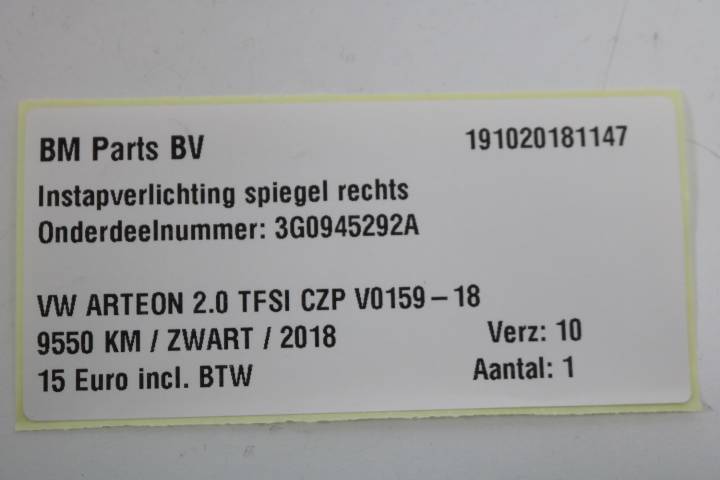 BM Parts BV 191020181147
Instapverlichting spiegel rechts
Onderdeelnummer: 3G0945292A
VW ARTEON 2.0 TFSI CZP V0159-18
9550 KM / ZWART / 2018 Verz: 10
15 Euro incl. BTW Aantal: 1